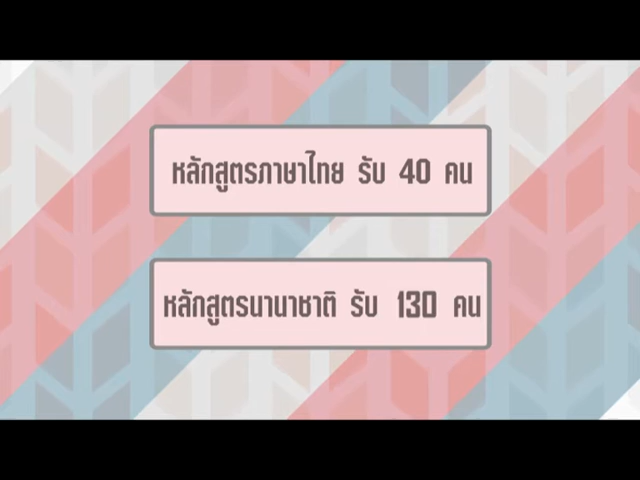 หลักสูตรภาษาไทย รับ 40 คน
หลักสูตรนานาชาติ รับ 130 คน